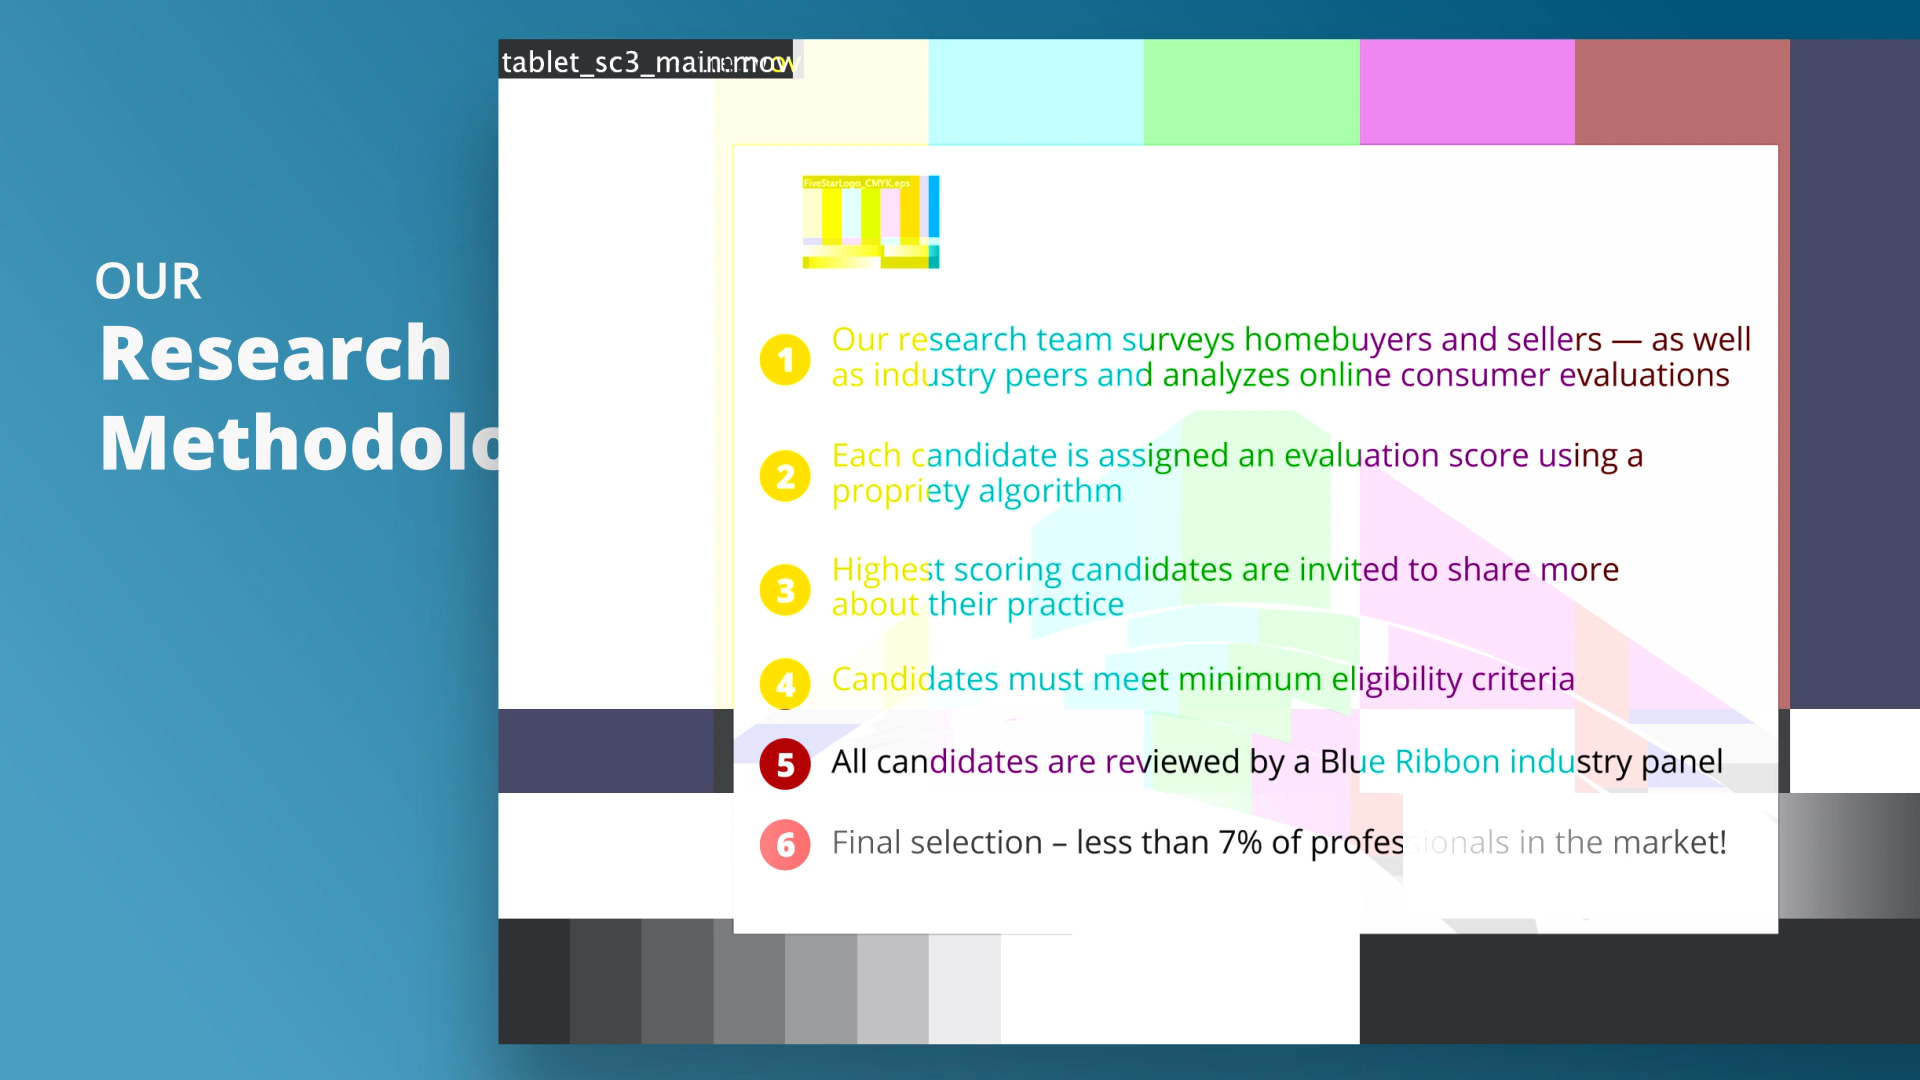 tablet_sc3_main.mov
FiveStarLogo_CMYK.eps
OUR
Research
Methodolo
1 Our research team surveys homebuyers and sellers — as well
as industry peers and analyzes online consumer evaluations
2 Each candidate is assigned an evaluation score using a
propriety algorithm
3 Highest scoring candidates are invited to share more
about their practice
4 Candidates must meet minimum eligibility criteria
5 All candidates are reviewed by a Blue Ribbon industry panel
6 Final selection – less than 7% of professionals in the market!